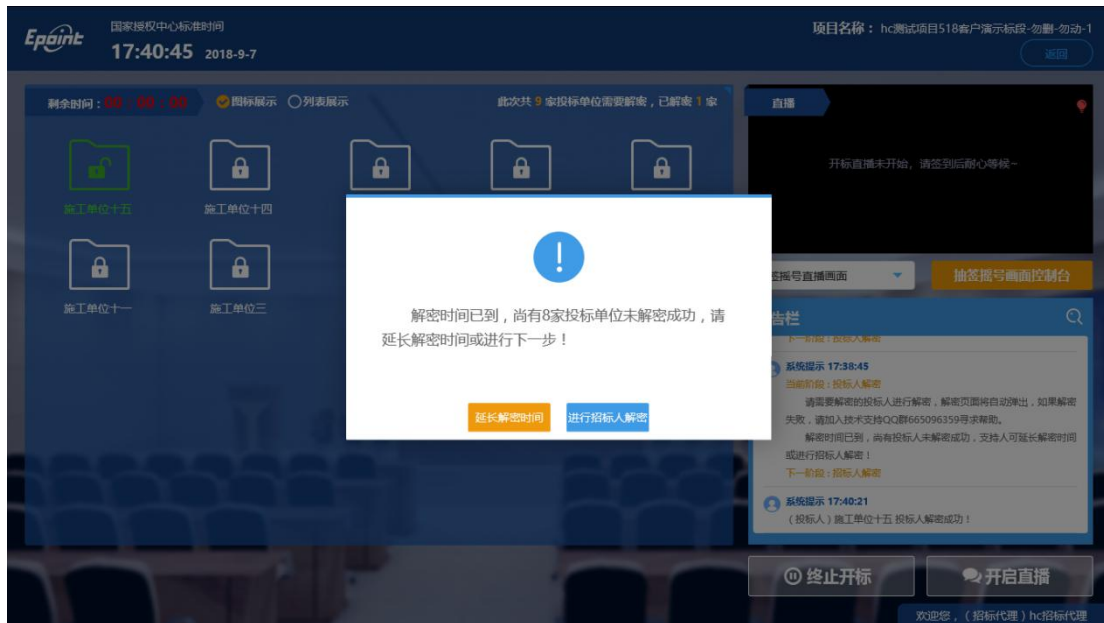 Epoint
国家授权中心标准时间
17:40:45 2018-9-7
项目名称：hc测试项目518客户演示标段-勿删-勿动-1
返回
剩余时间：00：00：00
图标展示
列表展示
此次共 9 家投标单位需要解密，已解密 1 家
直播
开标直播未开始，请签到后耐心等候~
施工单位十五
施工单位十四
施工单位十一
施工单位三
解密时间已到，尚有8家投标单位未解密成功，请
延长解密时间或进行下一步！
延长解密时间
进行招标人解密
签摇号直播画面
抽签摇号画面控制台
告栏
下一阶段：投标人解密
系统提示 17:38:45
当前阶段：投标人解密
请需要解密的投标人进行解密，解密页面将自动弹出，如果解密
失败，请加入技术支持QQ群665096359寻求帮助。
解密时间已到，尚有投标人未解密成功，支持人可延长解密时间
或进行招标人解密！
下一阶段：招标人解密
系统提示 17:40:21
（投标人）施工单位十五 投标人解密成功！
终止开标
开启直播
欢迎您，（招标代理）hc招标代理